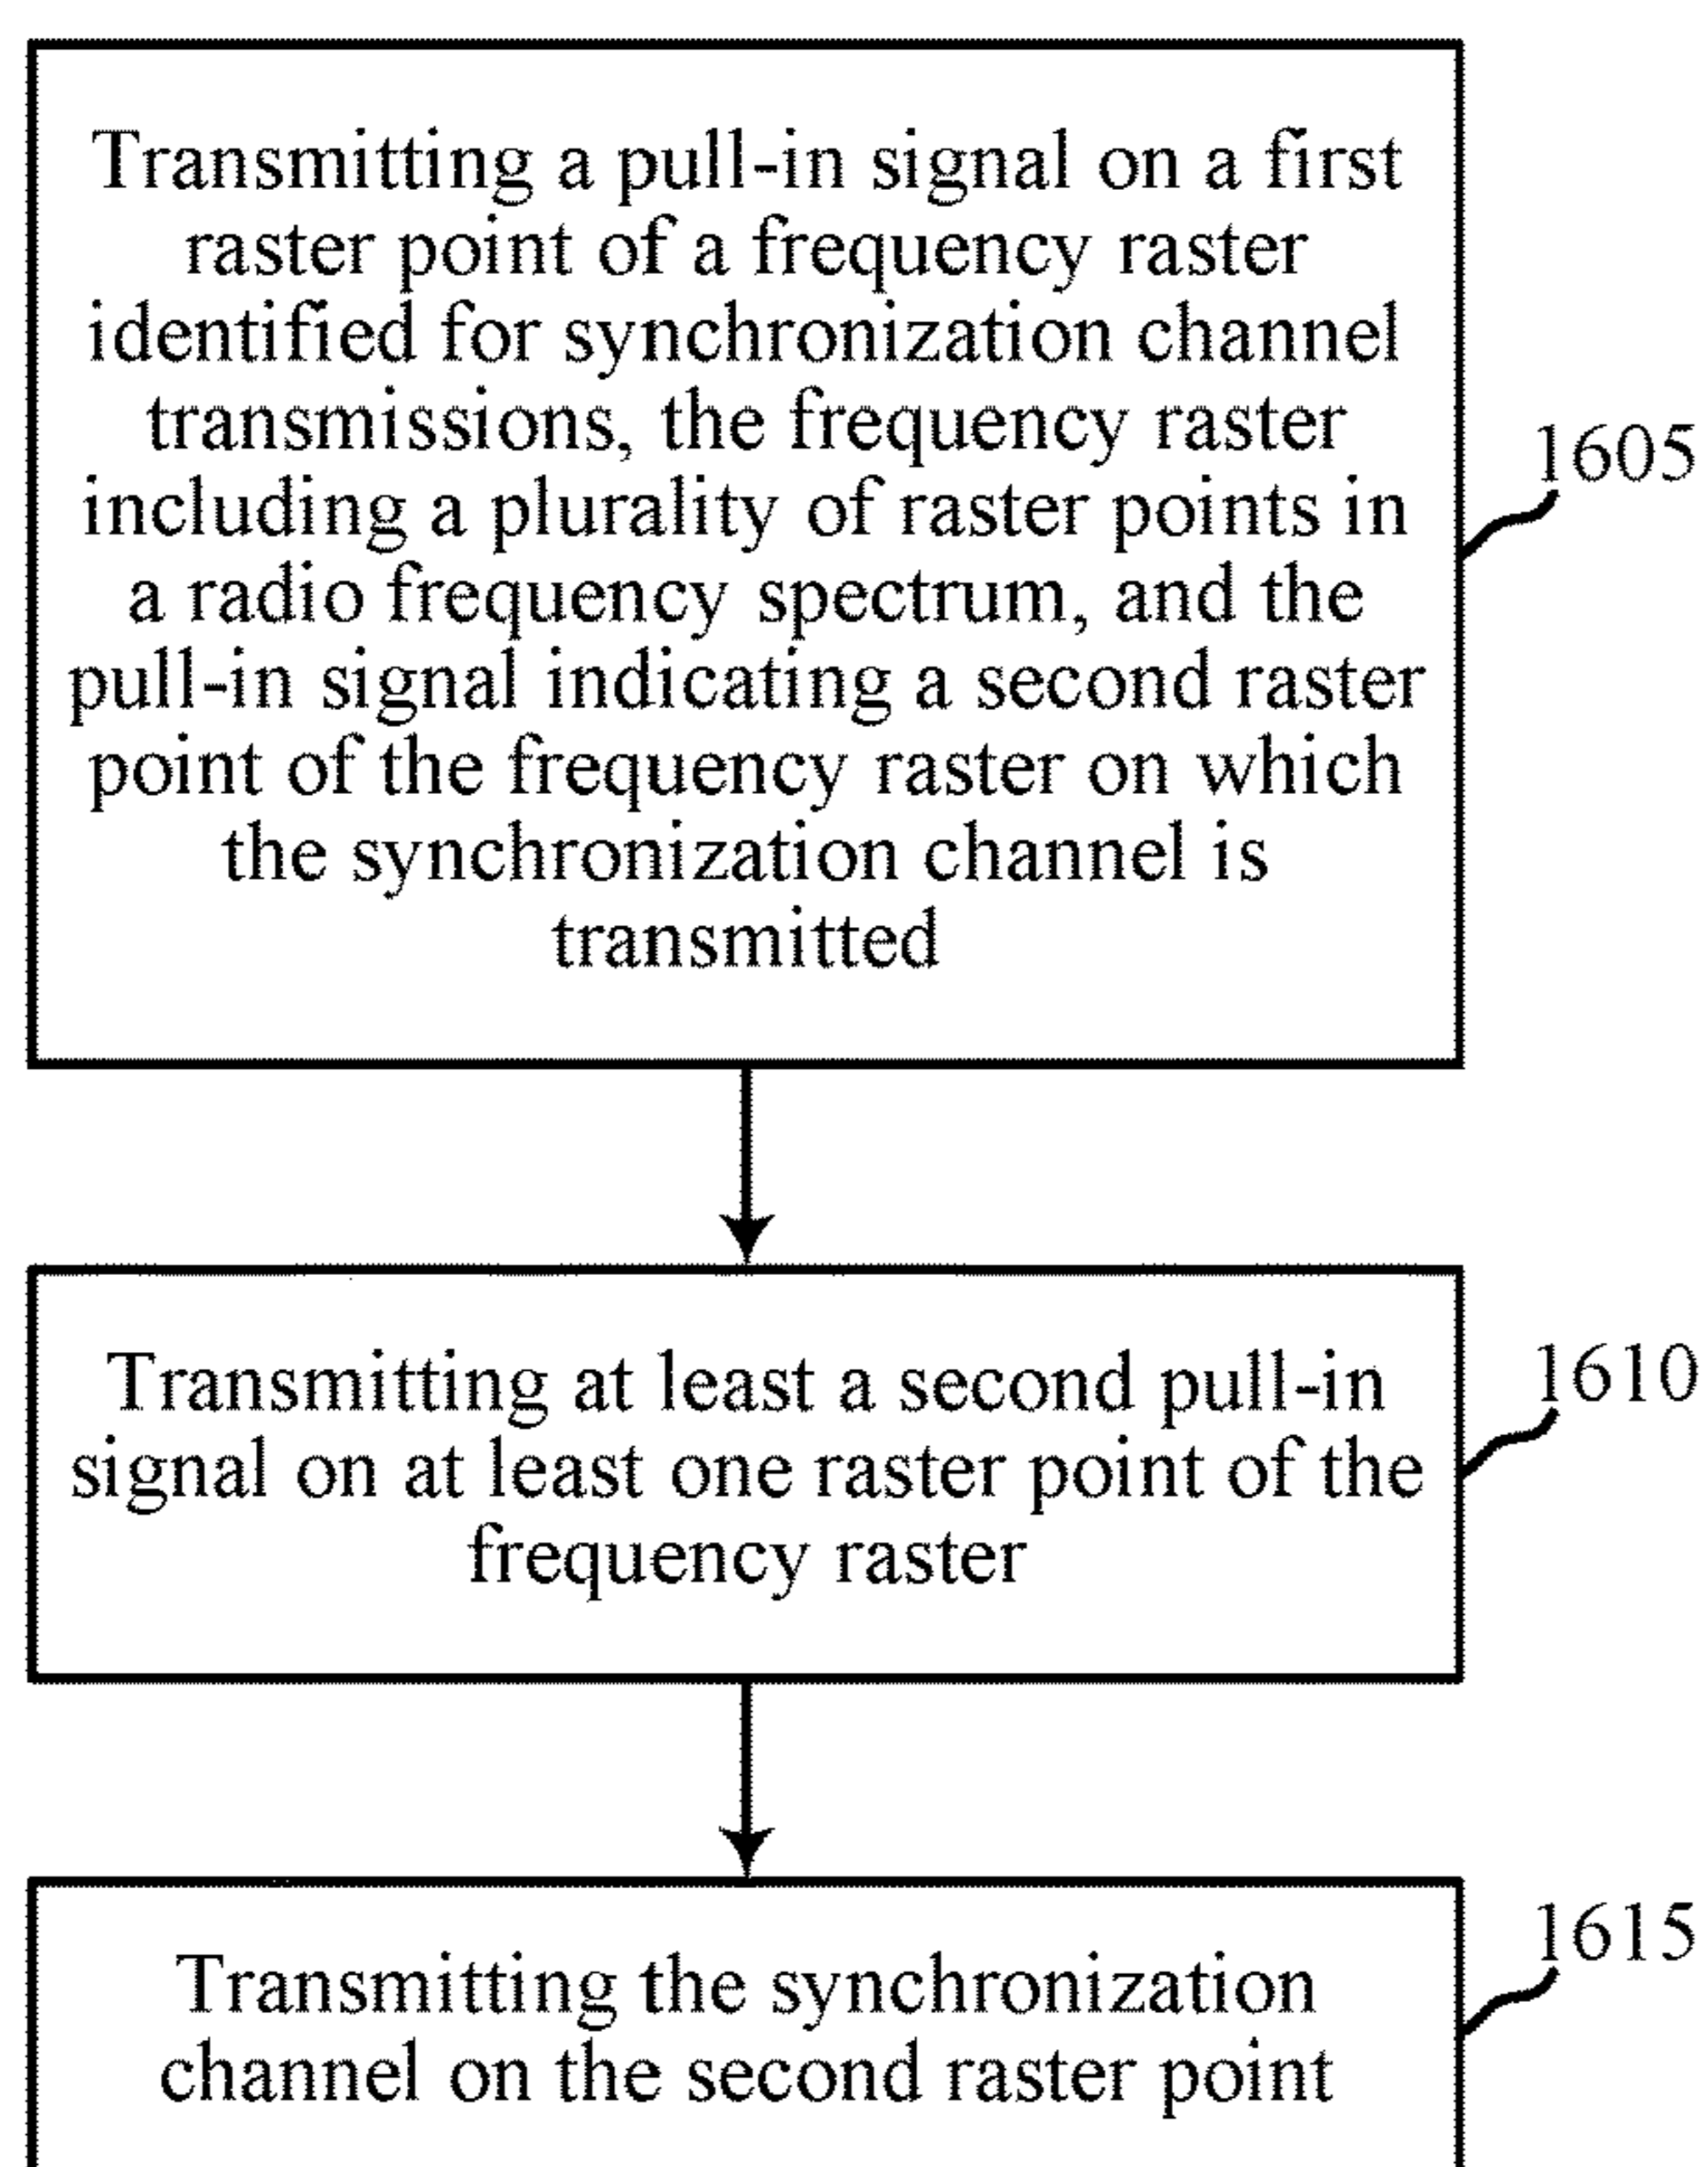 Transmitting a pull-in signal on a first
raster point of a frequency raster
identified for synchronization channel
transmissions, the frequency raster
including a plurality of raster points in
a radio frequency spectrum, and the
pull-in signal indicating a second raster
point of the frequency raster on which
the synchronization channel is
transmitted
1605
Transmitting at least a second pull-in
signal on at least one raster point of the
frequency raster
1610
Transmitting the synchronization
channel on the second raster point
1615